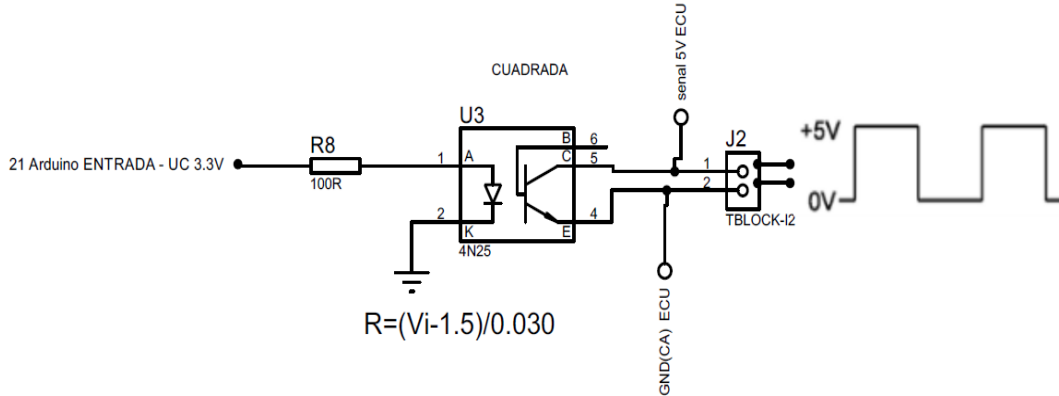 CUADRADA
senal 5V ECU
U3
R8
J2
+5V
B
6
C
5
1
21 Arduino ENTRADA - UC 3.3V
1
A
2
100R
0V
2
K
4
E
TBLOCK-I2
4N25
GND(CA) ECU
R=(Vi-1.5)/0.030